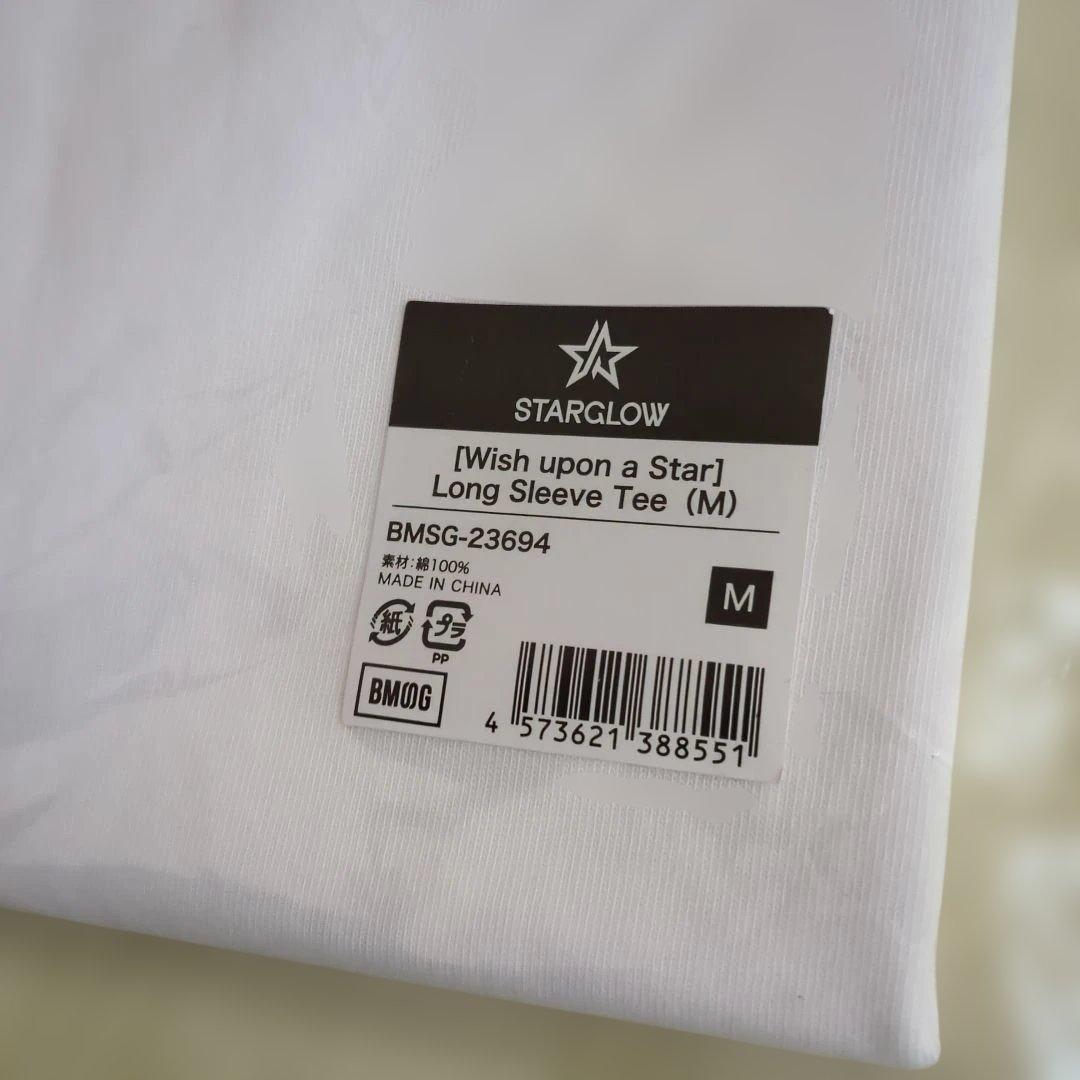 STARGLOW
[Wish upon a Star]
Long Sleeve Tee (M)
BMSG-23694
素材:綿100%
MADE IN CHINA
M
紙
プラ
PP
BMSG
4 573621 388551